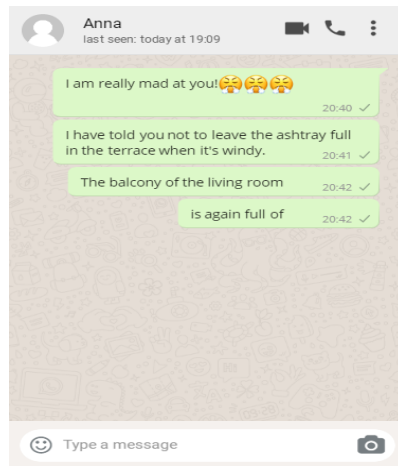 Anna
last seen: today at 19:09
I am really mad at you!😤😤😤
20:40
I have told you not to leave the ashtray full
in the terrace when it's windy.
20:41
The balcony of the living room
20:42
is again full of
20:42
Type a message